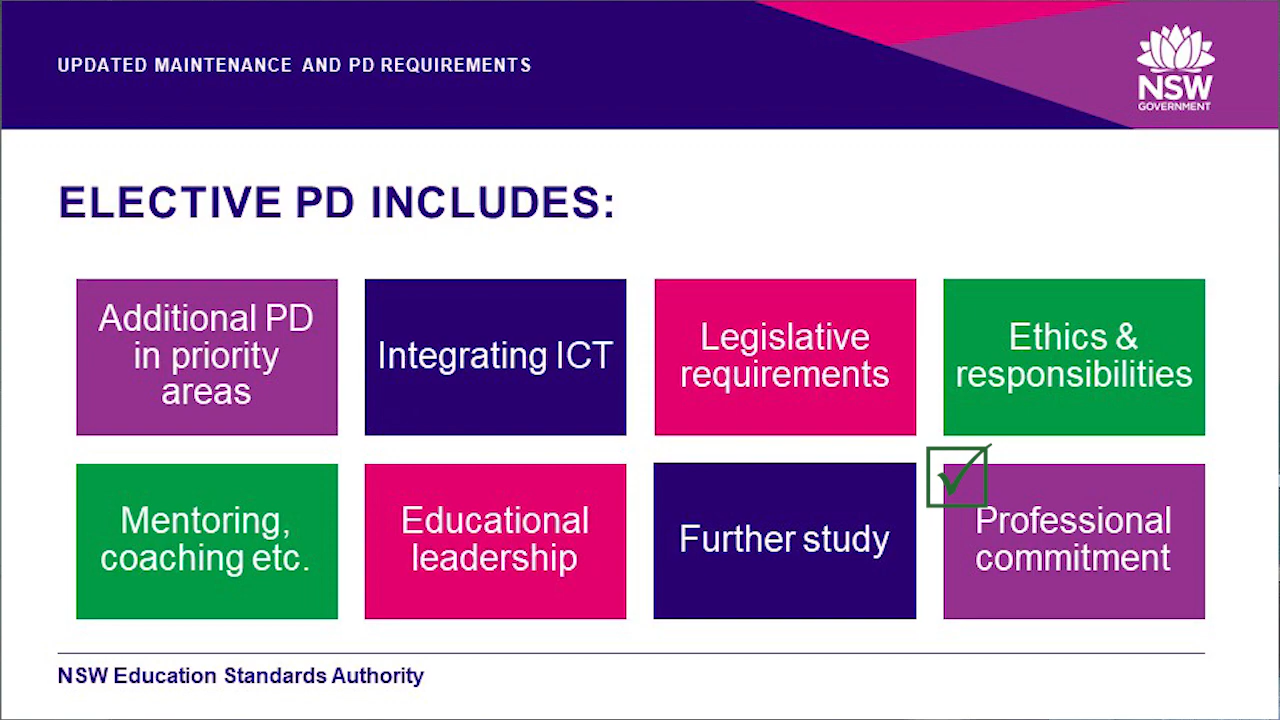 UPDATED MAINTENANCE AND PD REQUIREMENTS
NSW
GOVERNMENT
ELECTIVE PD INCLUDES:
Additional PD
in priority
areas
Integrating ICT
Legislative
requirements
Ethics &
responsibilities
Mentoring,
coaching etc.
Educational
leadership
Further study
Professional
commitment
NSW Education Standards Authority